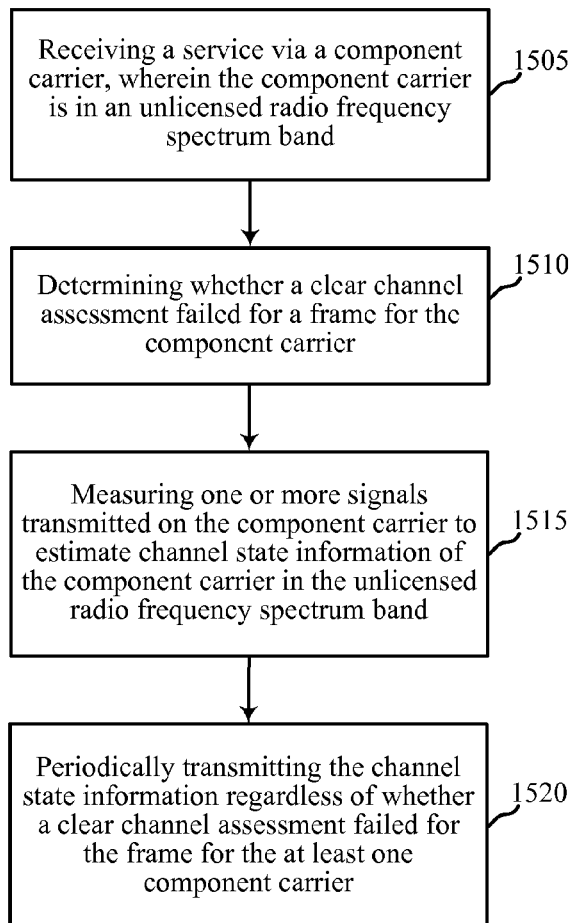 Receiving a service via a component
carrier, wherein the component carrier
is in an unlicensed radio frequency
spectrum band
1505
Determining whether a clear channel
assessment failed for a frame for the
component carrier
1510
Measuring one or more signals
transmitted on the component carrier to
estimate channel state information of
the component carrier in the unlicensed
radio frequency spectrum band
1515
Periodically transmitting the channel
state information regardless of whether
a clear channel assessment failed for
the frame for the at least one
component carrier
1520